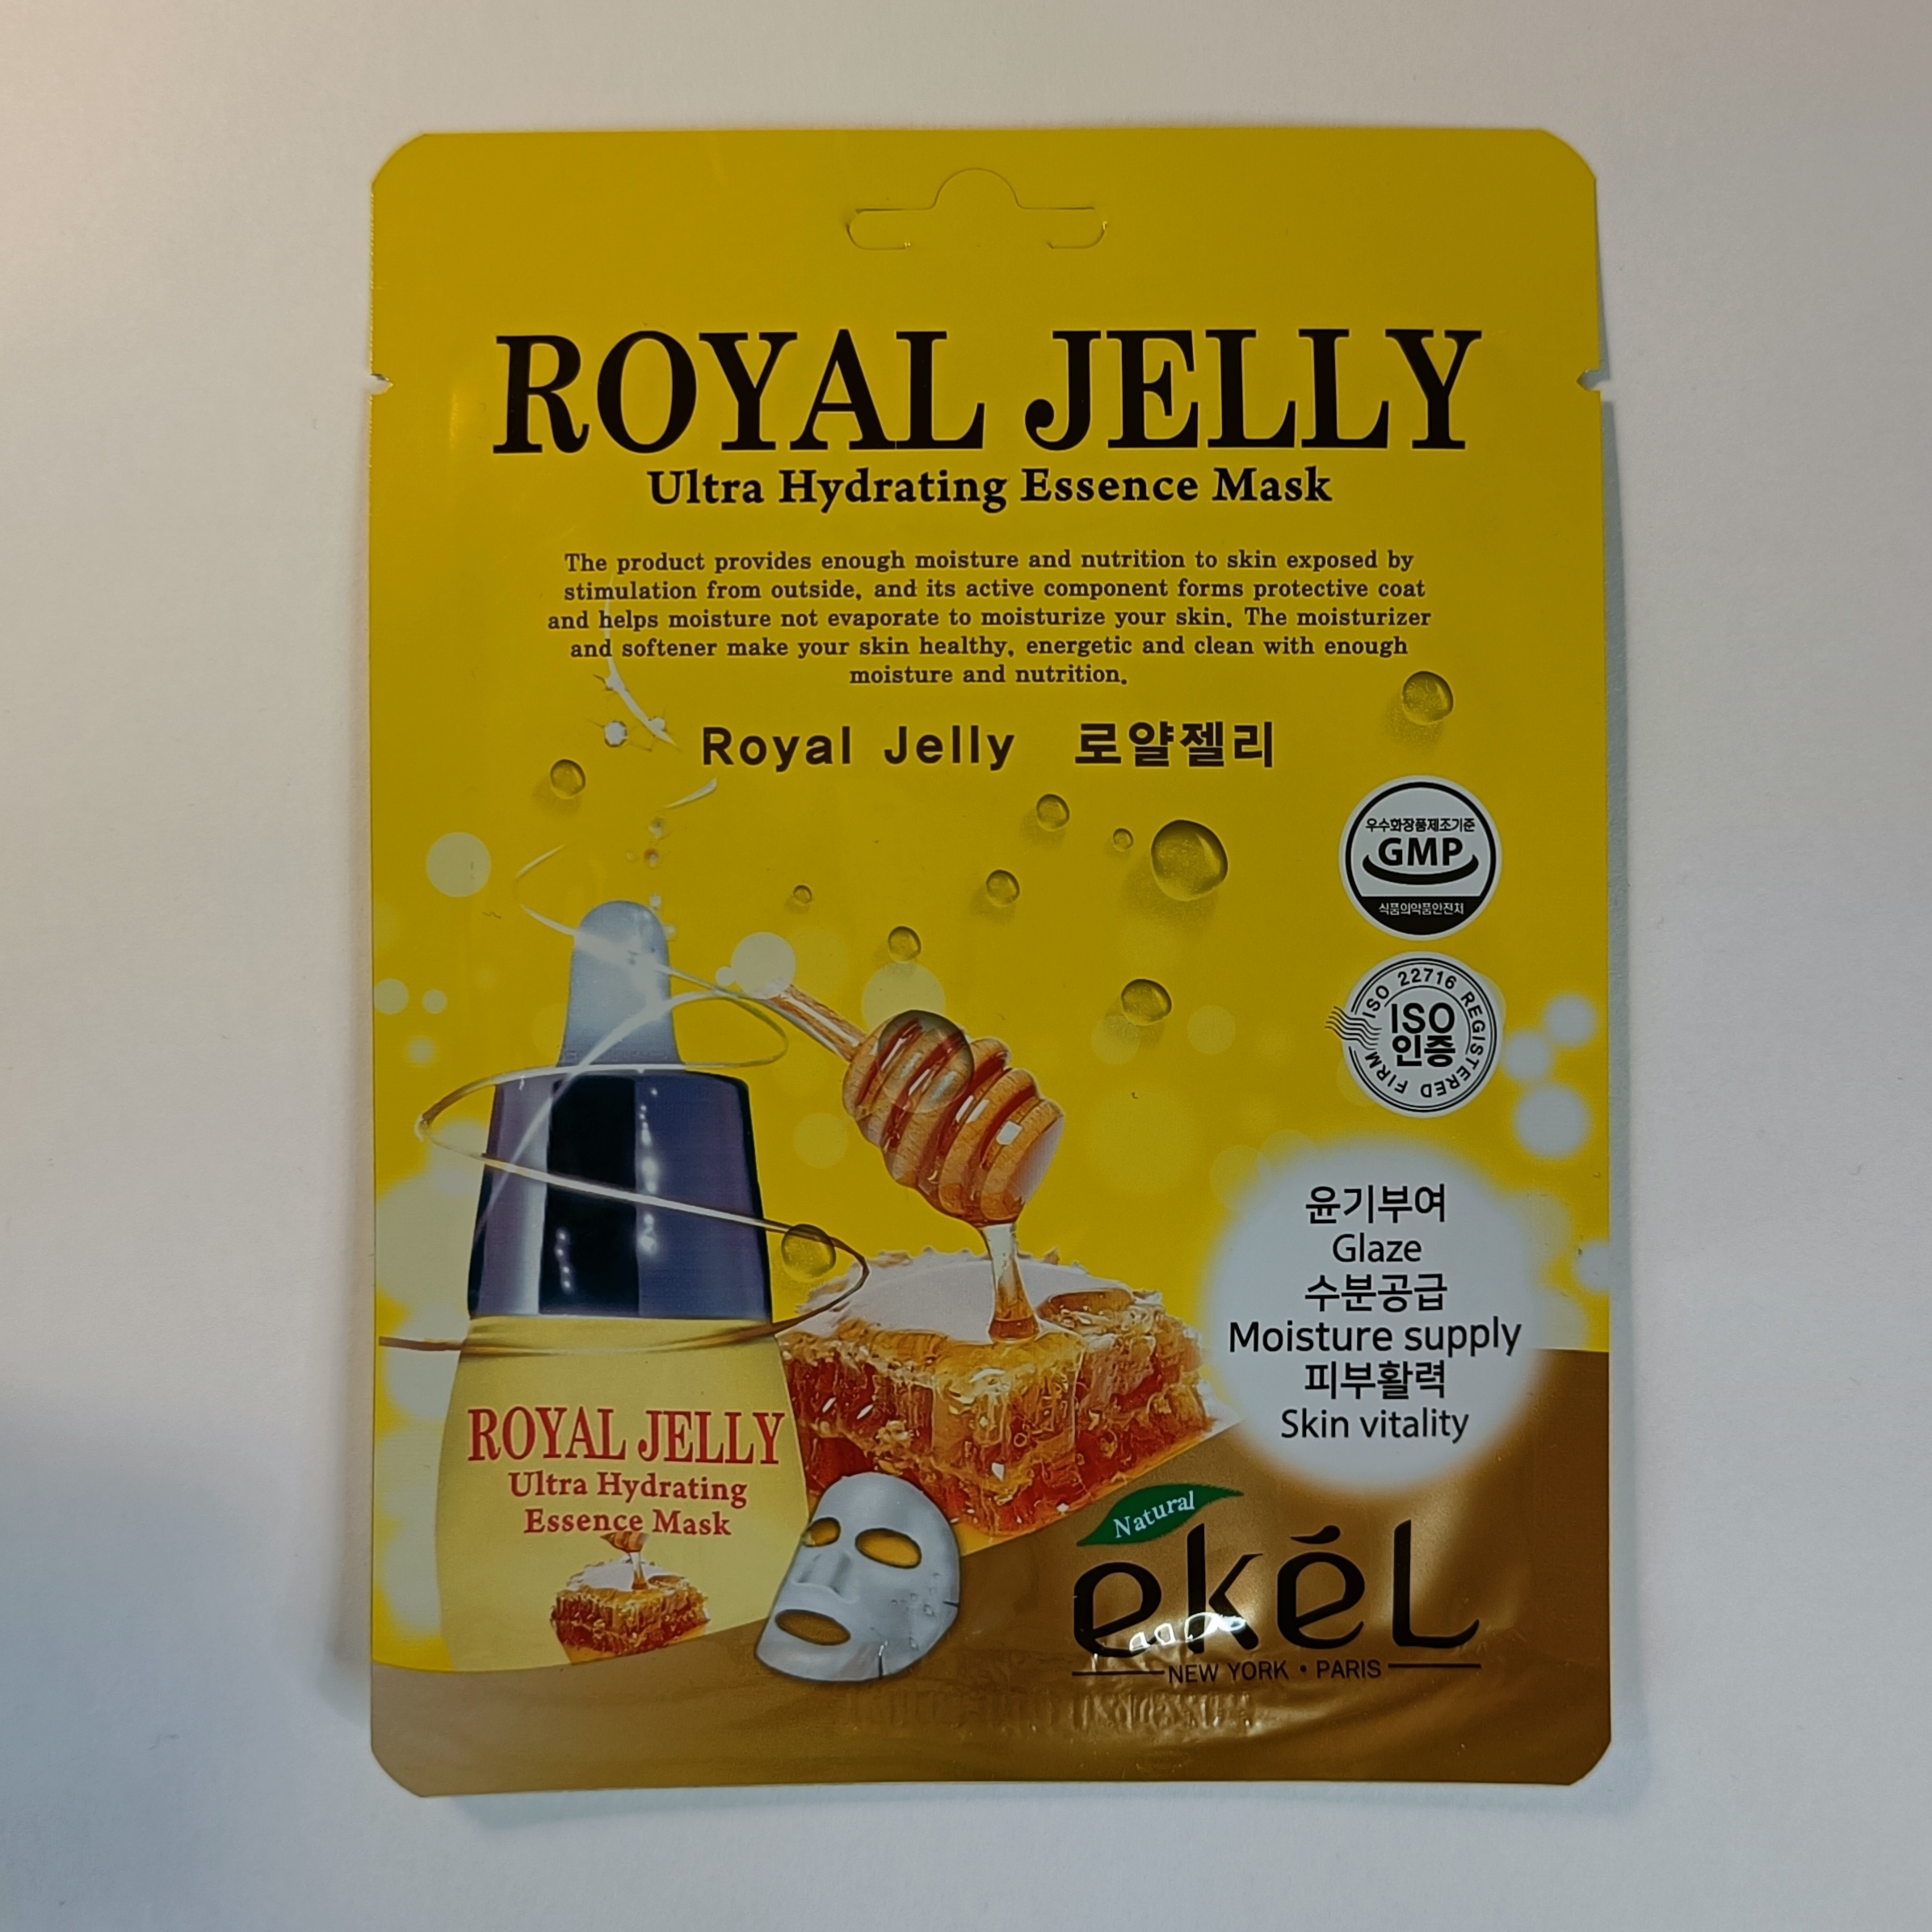 ROYAL JELLY
Ultra Hydrating Essence Mask
The product provides enough moisture and nutrition to skin exposed by
stimulation from outside, and its active component forms protective coat
and helps moisture not evaporate to moisturize your skin. The moisturizer
and softener make your skin healthy, energetic and clean with enough
moisture and nutrition.
Royal Jelly 로얄젤리
우수화장품제조기준
GMP
식품의약품안전처
ISO 22716 REGISTERED FIRM
ISO
인증
윤기부여
Glaze
수분공급
Moisture supply
피부활력
Skin vitality
ROYAL JELLY
Ultra Hydrating
Essence Mask
Natural
ékéL
NEW YORK • PARIS